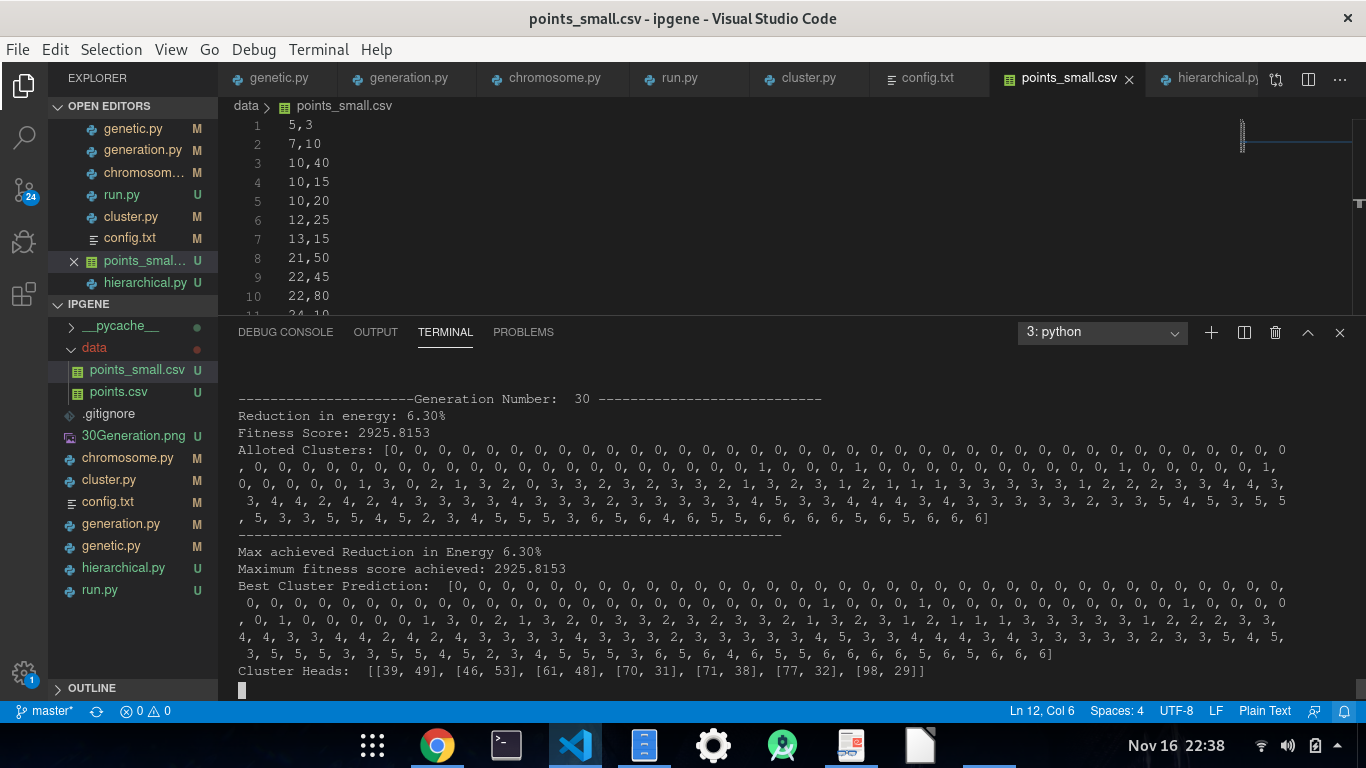 points_small.csv - ipgene - Visual Studio Code
File Edit Selection View Go Debug Terminal Help
EXPLORER
OPEN EDITORS
genetic.py M
generation.py M
chromosom... M
run.py U
cluster.py M
config.txt M
points_smal... U
hierarchical.py U
IPGENE
__pycache__
data
points_small.csv U
points.csv U
.gitignore
30Generation.png U
chromosome.py M
cluster.py M
config.txt M
generation.py M
genetic.py M
hierarchical.py U
run.py U
OUTLINE
24
1
genetic.py generation.py chromosome.py run.py cluster.py config.txt points_small.csv hierarchical.py
data > points_small.csv
1 5,3
2 7,10
3 10,40
4 10,15
5 10,20
6 12,25
7 13,15
8 21,50
9 22,45
10 22,80
11 24,10
DEBUG CONSOLE OUTPUT TERMINAL PROBLEMS 3: python
----------------------Generation Number:  30 ----------------------------
Reduction in energy: 6.30%
Fitness Score: 2925.8153
Alloted Clusters: [0, 0, 0, 0, 0, 0, 0, 0, 0, 0, 0, 0, 0, 0, 0, 0, 0, 0, 0, 0, 0, 0, 0, 0, 0, 0, 0, 0, 0, 0, 0, 0, 0, 0, 0, 0, 0, 0
, 0, 0, 0, 0, 0, 0, 0, 0, 0, 0, 0, 0, 0, 0, 0, 0, 0, 0, 0, 0, 0, 1, 0, 0, 0, 1, 0, 0, 0, 0, 0, 0, 0, 0, 0, 0, 1, 0, 0, 0, 0, 0, 1,
0, 0, 0, 0, 0, 1, 3, 0, 2, 1, 3, 2, 0, 3, 3, 2, 3, 2, 3, 3, 2, 1, 3, 2, 3, 1, 2, 1, 1, 1, 3, 3, 3, 3, 3, 1, 2, 2, 2, 3, 3, 4, 4, 3,
3, 4, 4, 2, 4, 2, 4, 3, 3, 3, 3, 4, 3, 3, 3, 2, 3, 3, 3, 3, 3, 3, 4, 5, 3, 3, 4, 4, 4, 3, 4, 3, 3, 3, 3, 3, 2, 3, 3, 5, 4, 5, 3, 5, 5
, 5, 3, 3, 5, 5, 4, 5, 2, 3, 4, 5, 5, 5, 3, 6, 5, 6, 4, 6, 5, 5, 6, 6, 6, 6, 5, 6, 5, 6, 6, 6]
--------------------------------------------------------------------
Max achieved Reduction in Energy 6.30%
Maximum fitness score achieved: 2925.8153
Best Cluster Prediction:  [0, 0, 0, 0, 0, 0, 0, 0, 0, 0, 0, 0, 0, 0, 0, 0, 0, 0, 0, 0, 0, 0, 0, 0, 0, 0, 0, 0, 0, 0, 0, 0, 0, 0, 0,
0, 0, 0, 0, 0, 0, 0, 0, 0, 0, 0, 0, 0, 0, 0, 0, 0, 0, 0, 0, 0, 0, 0, 0, 1, 0, 0, 0, 1, 0, 0, 0, 0, 0, 0, 0, 0, 0, 0, 1, 0, 0, 0, 0
, 0, 1, 0, 0, 0, 0, 0, 1, 3, 0, 2, 1, 3, 2, 0, 3, 3, 2, 3, 2, 3, 3, 2, 1, 3, 2, 3, 1, 2, 1, 1, 1, 3, 3, 3, 3, 3, 1, 2, 2, 2, 3, 3,
4, 4, 3, 3, 4, 4, 2, 4, 2, 4, 3, 3, 3, 3, 4, 3, 3, 3, 2, 3, 3, 3, 3, 3, 4, 5, 3, 3, 4, 4, 4, 3, 4, 3, 3, 3, 3, 2, 3, 3, 5, 4, 5,
3, 5, 5, 5, 3, 3, 5, 5, 4, 5, 2, 3, 4, 5, 5, 5, 3, 6, 5, 6, 4, 6, 5, 5, 6, 6, 6, 6, 5, 6, 5, 6, 6, 6]
Cluster Heads:  [[39, 49], [46, 53], [61, 48], [70, 31], [71, 38], [77, 32], [98, 29]]
master* 0 0 Ln 12, Col 6 Spaces: 4 UTF-8 LF Plain Text
Nov 16 22:38